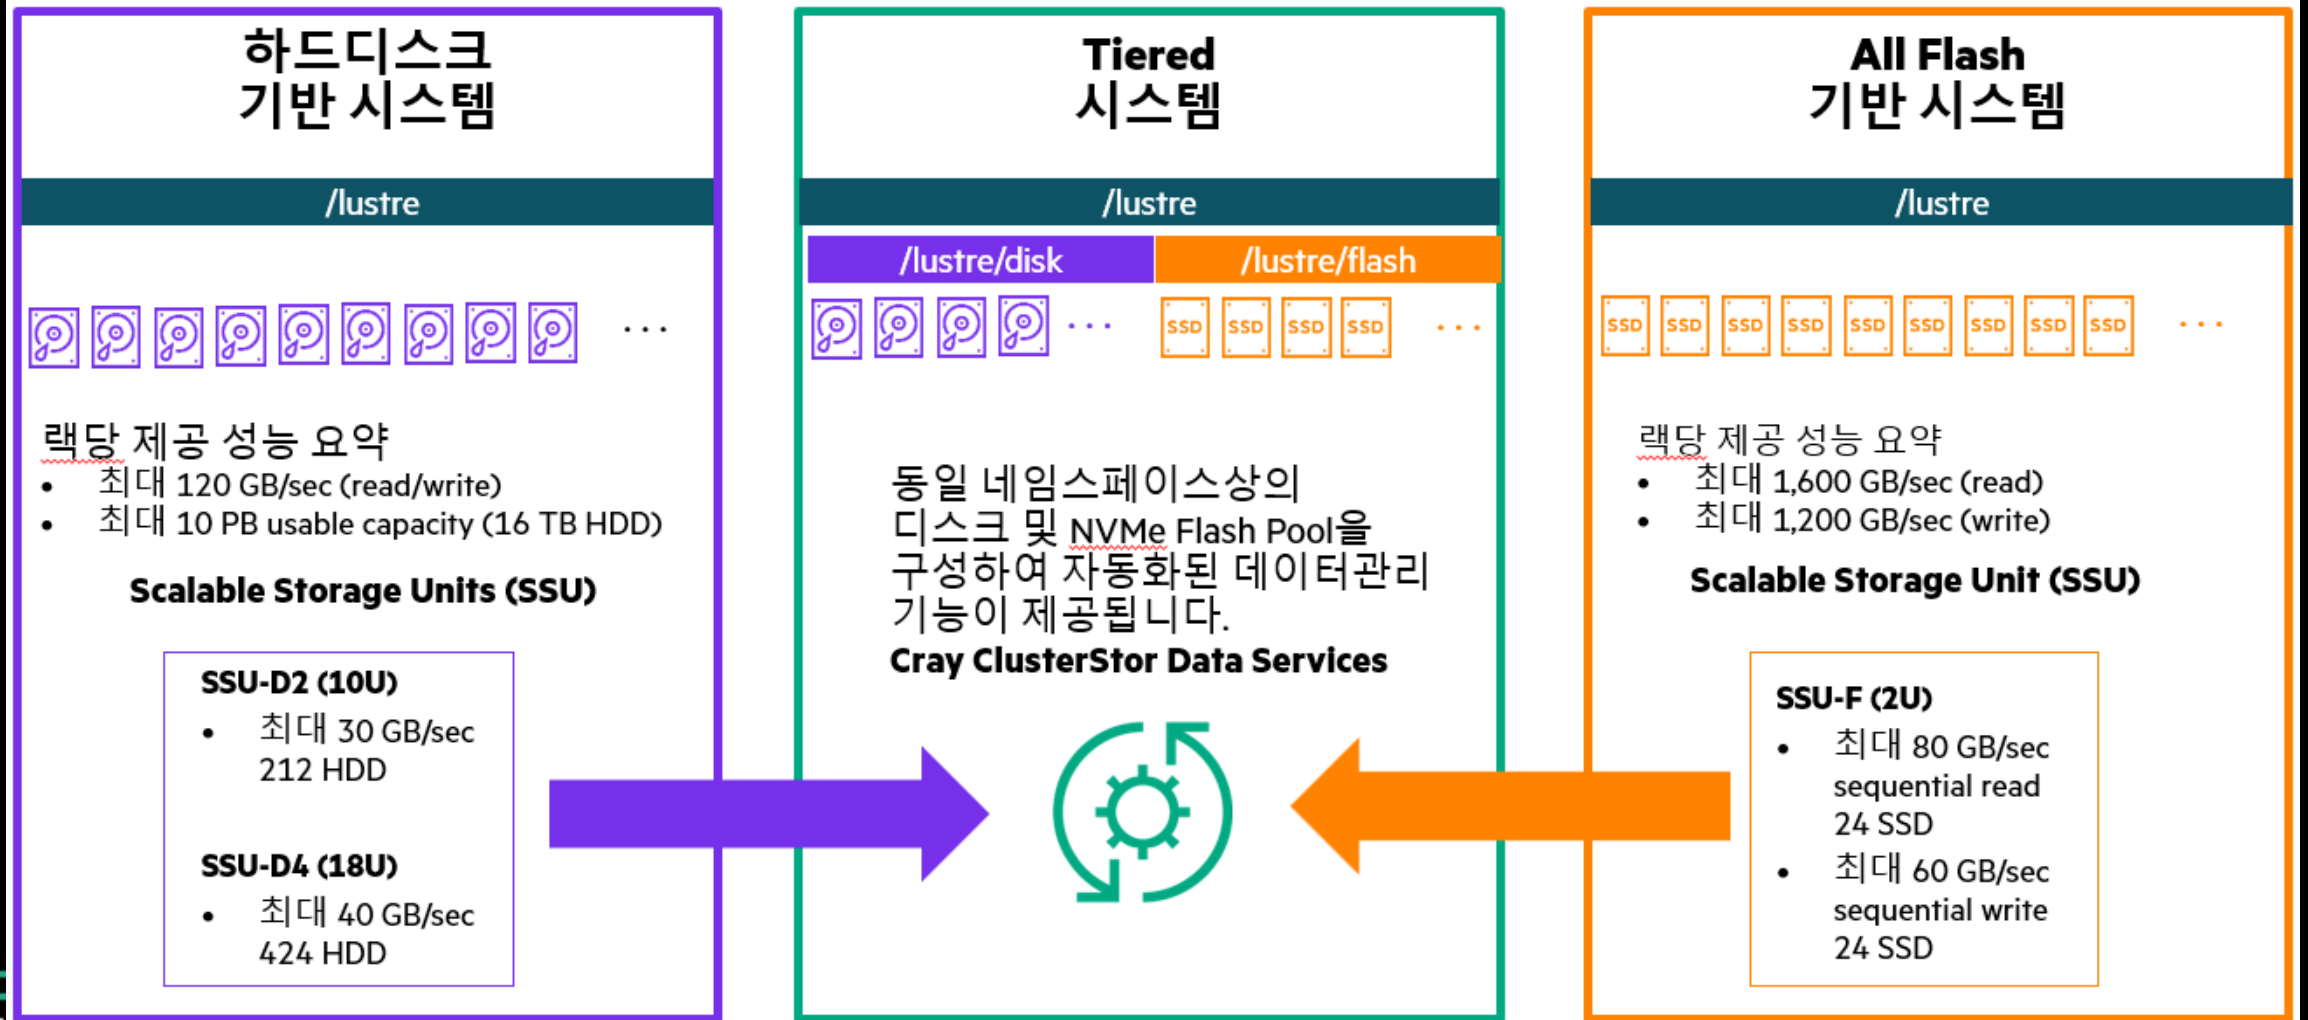 하드디스크
기반 시스템
/lustre
...
랙당 제공 성능 요약
• 최대 120 GB/sec (read/write)
• 최대 10 PB usable capacity (16 TB HDD)
Scalable Storage Units (SSU)
SSU-D2 (10U)
• 최대 30 GB/sec
212 HDD
SSU-D4 (18U)
• 최대 40 GB/sec
424 HDD
Tiered
시스템
/lustre
/lustre/disk
/lustre/flash
...
SSD SSD SSD SSD ...
동일 네임스페이스상의
디스크 및 NVMe Flash Pool을
구성하여 자동화된 데이터관리
기능이 제공됩니다.
Cray ClusterStor Data Services
All Flash
기반 시스템
/lustre
SSD SSD SSD SSD SSD SSD SSD SSD SSD ...
랙당 제공 성능 요약
• 최대 1,600 GB/sec (read)
• 최대 1,200 GB/sec (write)
Scalable Storage Unit (SSU)
SSU-F (2U)
• 최대 80 GB/sec
sequential read
24 SSD
• 최대 60 GB/sec
sequential write
24 SSD